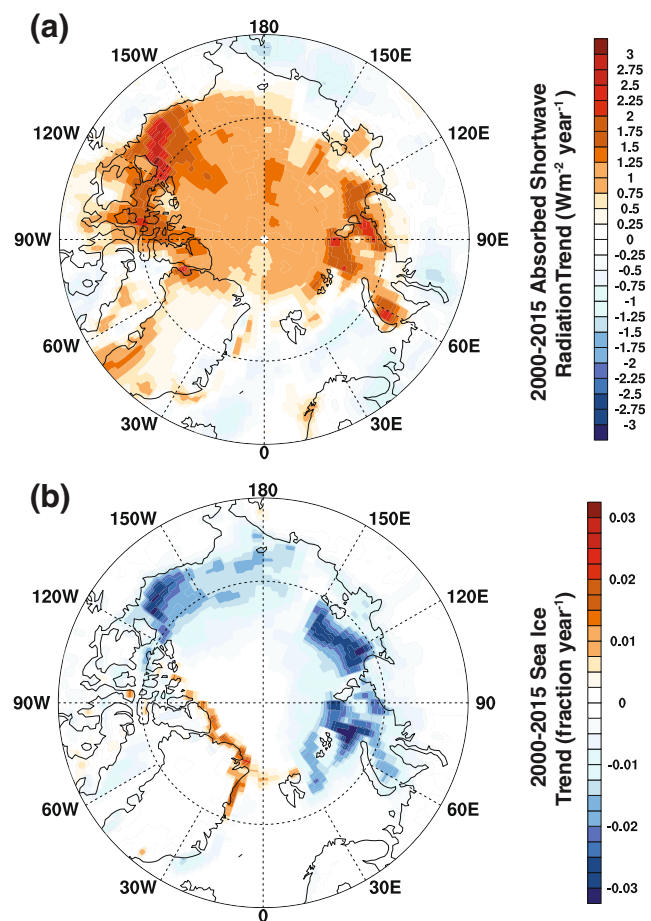 (a)
180
150W
150E
120W
120E
90W
90E
60W
60E
30W
30E
0
2000-2015 Absorbed Shortwave
RadiationTrend (Wm-2 year-1)
3
2.75
2.5
2.25
2
1.75
1.5
1.25
1
0.75
0.5
0.25
0
-0.25
-0.5
-0.75
-1
-1.25
-1.5
-1.75
-2
-2.25
-2.5
-2.75
-3
(b)
180
150W
150E
120W
120E
90W
90
60W
60E
30W
30E
0
2000-2015 Sea Ice
Trend (fraction year-1)
0.03
0.02
0.01
0
-0.01
-0.03
-0.03